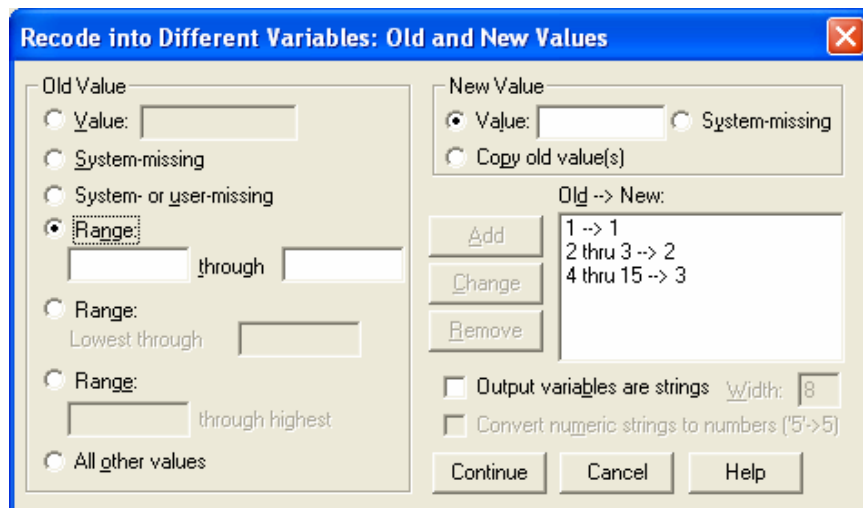 Recode into Different Variables: Old and New Values
Old Value
Value:
System-missing
System- or user-missing
Range:
through
Range:
Lowest through
Range:
through highest
All other values
New Value
Value:
System-missing
Copy old value(s)
Old --> New:
Add
Change
Remove
1 --> 1
2 thru 3 --> 2
4 thru 15 --> 3
Output variables are strings Width: 8
Convert numeric strings to numbers ('5'->5)
Continue Cancel Help